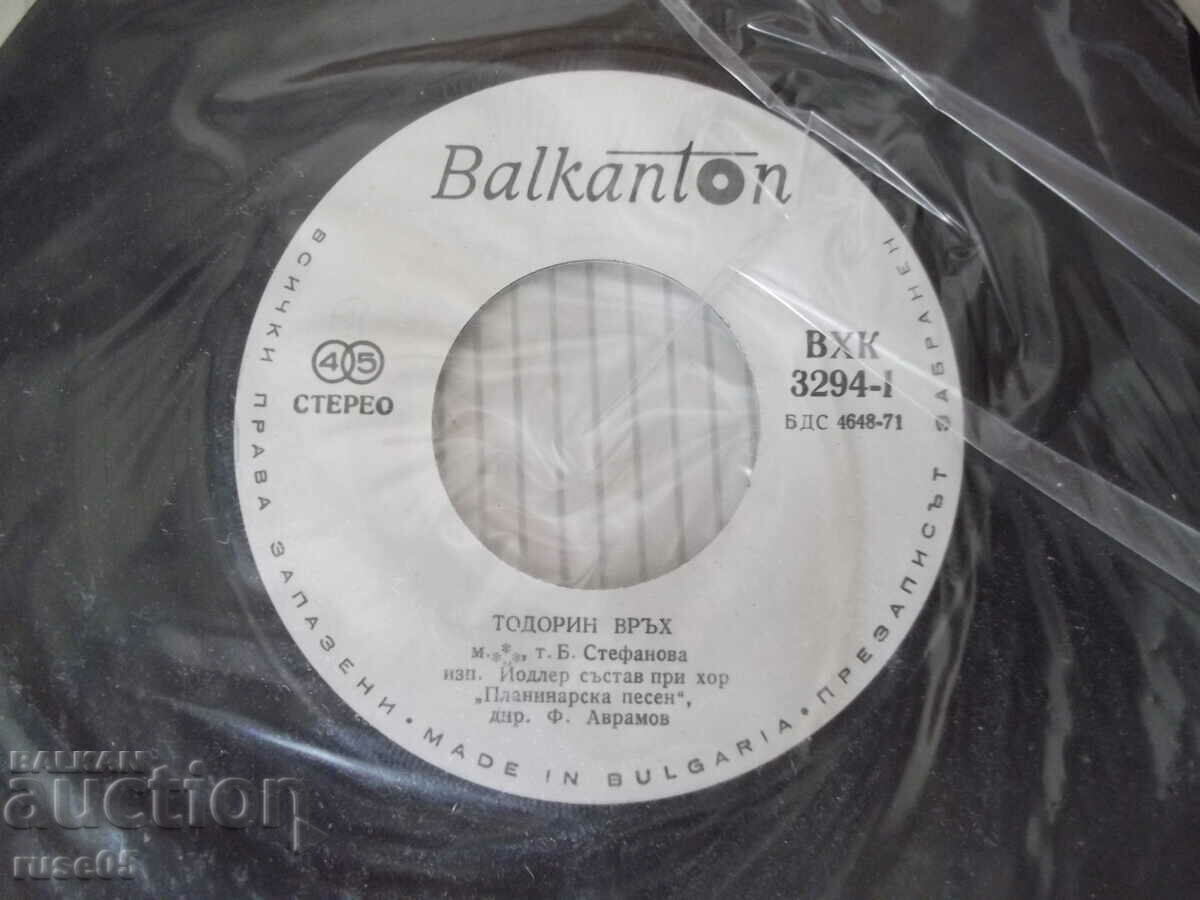 Balkanton
ВСИЧКИ ПРАВА ЗАПАЗЕНИ • MADE IN BULGARIA • ПРЕЗАПИСЪТ ЗАБРАНЕН
45
СТЕРЕО
ВХК
3294-1
БДС 4648-71
ТОДОРИН ВРЪХ
м.***, т. Б. Стефанова
изп. Йодлер състав при хор
„Планинарска песен“,
дир. Ф. Аврамов
BALKAN
auction
ruse05